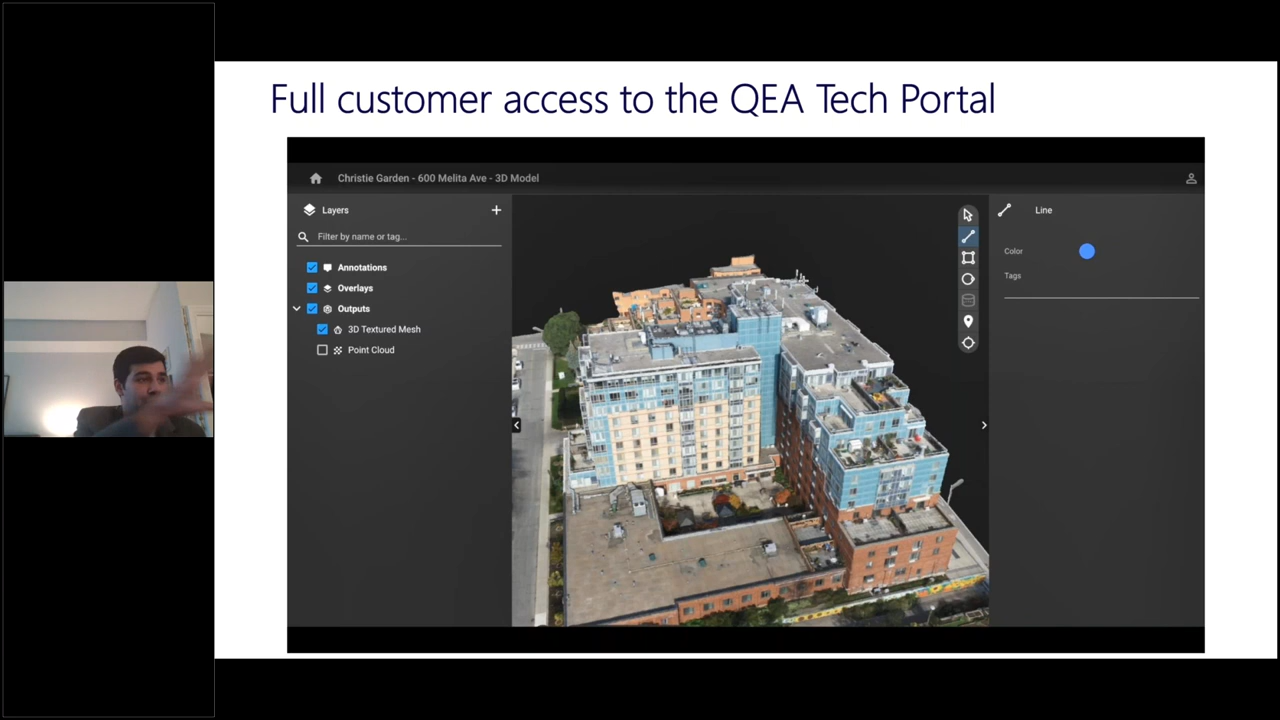 Full customer access to the QEA Tech Portal
Christie Garden - 600 Melita Ave - 3D Model
Layers
Filter by name or tag...
Annotations
Overlays
Outputs
3D Textured Mesh
Point Cloud
Line
Color
Tags